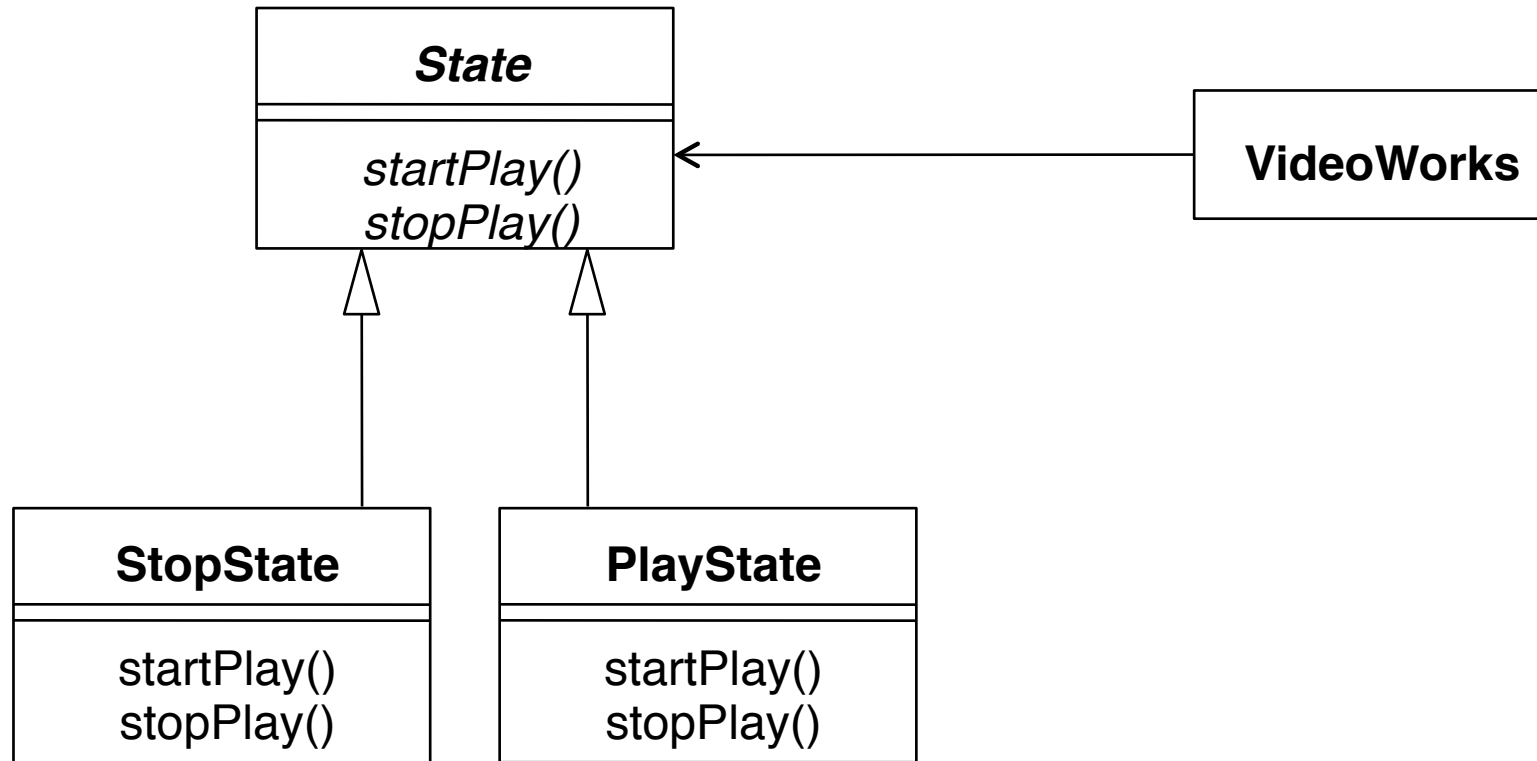 State
startPlay()
stopPlay()
VideoWorks
StopState
startPlay()
stopPlay()
PlayState
startPlay()
stopPlay()